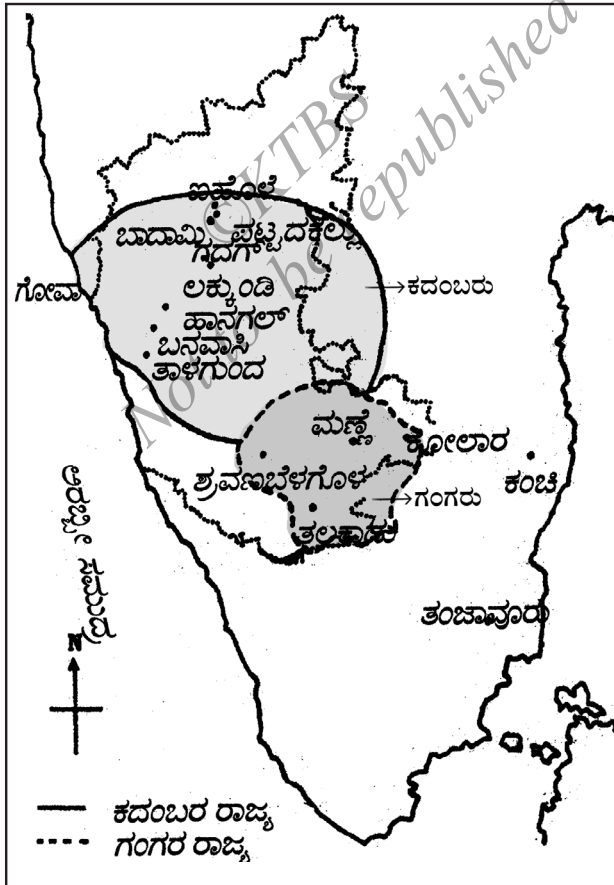 ©KTBS
Not to be republished
ಐಹೊಳೆ
ಬಾದಾಮಿ ಪಟ್ಟದಕಲ್ಲು
ಗದಗ್
ಗೋವಾ
ಲಕ್ಕುಂಡಿ
ಕದಂಬರು
ಹಾನಗಲ್
ಬನವಾಸಿ
ತಾಳಗುಂದ
ಮಣ್ಣೆ
ಕೋಲಾರ
ಶ್ರವಣಬೆಳಗೊಳ
ಕಂಚಿ
ಗಂಗರು
ತಲಕಾಡು
ಅರಬ್ಬೀ ಸಮುದ್ರ
ತಂಜಾವೂರು
N
ಕದಂಬರ ರಾಜ್ಯ
ಗಂಗರ ರಾಜ್ಯ